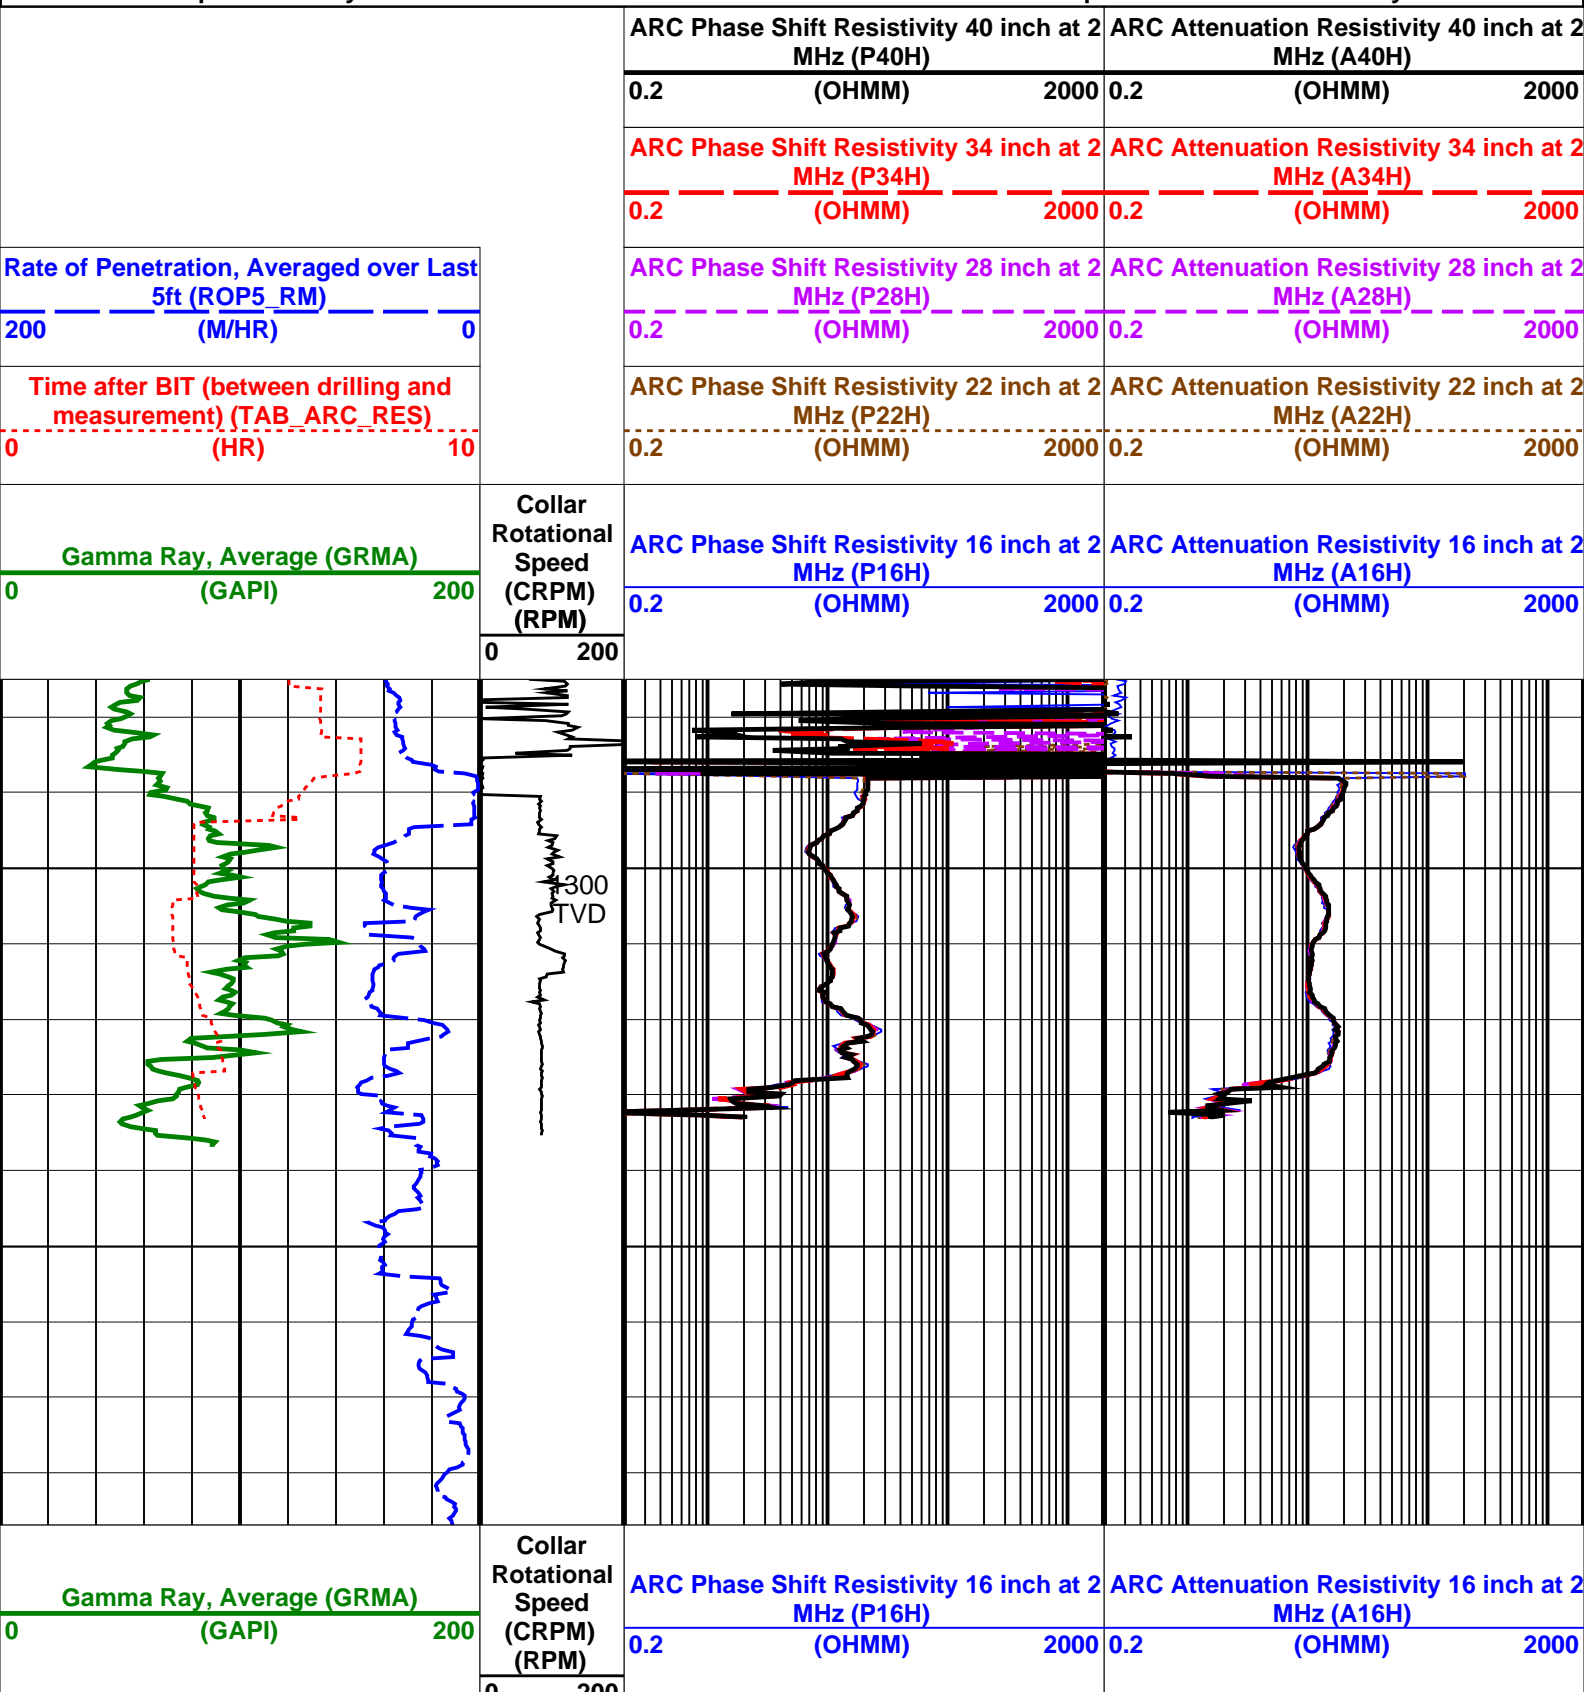 ARC Phase Shift Resistivity 40 inch at 2
MHz (P40H)
0.2 (OHMM) 2000
ARC Attenuation Resistivity 40 inch at 2
MHz (A40H)
0.2 (OHMM) 2000
ARC Phase Shift Resistivity 34 inch at 2
MHz (P34H)
0.2 (OHMM) 2000
ARC Attenuation Resistivity 34 inch at 2
MHz (A34H)
0.2 (OHMM) 2000
Rate of Penetration, Averaged over Last
5ft (ROP5_RM)
200 (M/HR) 0
ARC Phase Shift Resistivity 28 inch at 2
MHz (P28H)
0.2 (OHMM) 2000
ARC Attenuation Resistivity 28 inch at 2
MHz (A28H)
0.2 (OHMM) 2000
Time after BIT (between drilling and
measurement) (TAB_ARC_RES)
0 (HR) 10
ARC Phase Shift Resistivity 22 inch at 2
MHz (P22H)
0.2 (OHMM) 2000
ARC Attenuation Resistivity 22 inch at 2
MHz (A22H)
0.2 (OHMM) 2000
Gamma Ray, Average (GRMA)
0 (GAPI) 200
Collar
Rotational
Speed
(CRPM)
(RPM)
0 200
ARC Phase Shift Resistivity 16 inch at 2
MHz (P16H)
0.2 (OHMM) 2000
ARC Attenuation Resistivity 16 inch at 2
MHz (A16H)
0.2 (OHMM) 2000
1300
TVD
Gamma Ray, Average (GRMA)
0 (GAPI) 200
Collar
Rotational
Speed
(CRPM)
(RPM)
0 200
ARC Phase Shift Resistivity 16 inch at 2
MHz (P16H)
0.2 (OHMM) 2000
ARC Attenuation Resistivity 16 inch at 2
MHz (A16H)
0.2 (OHMM) 2000